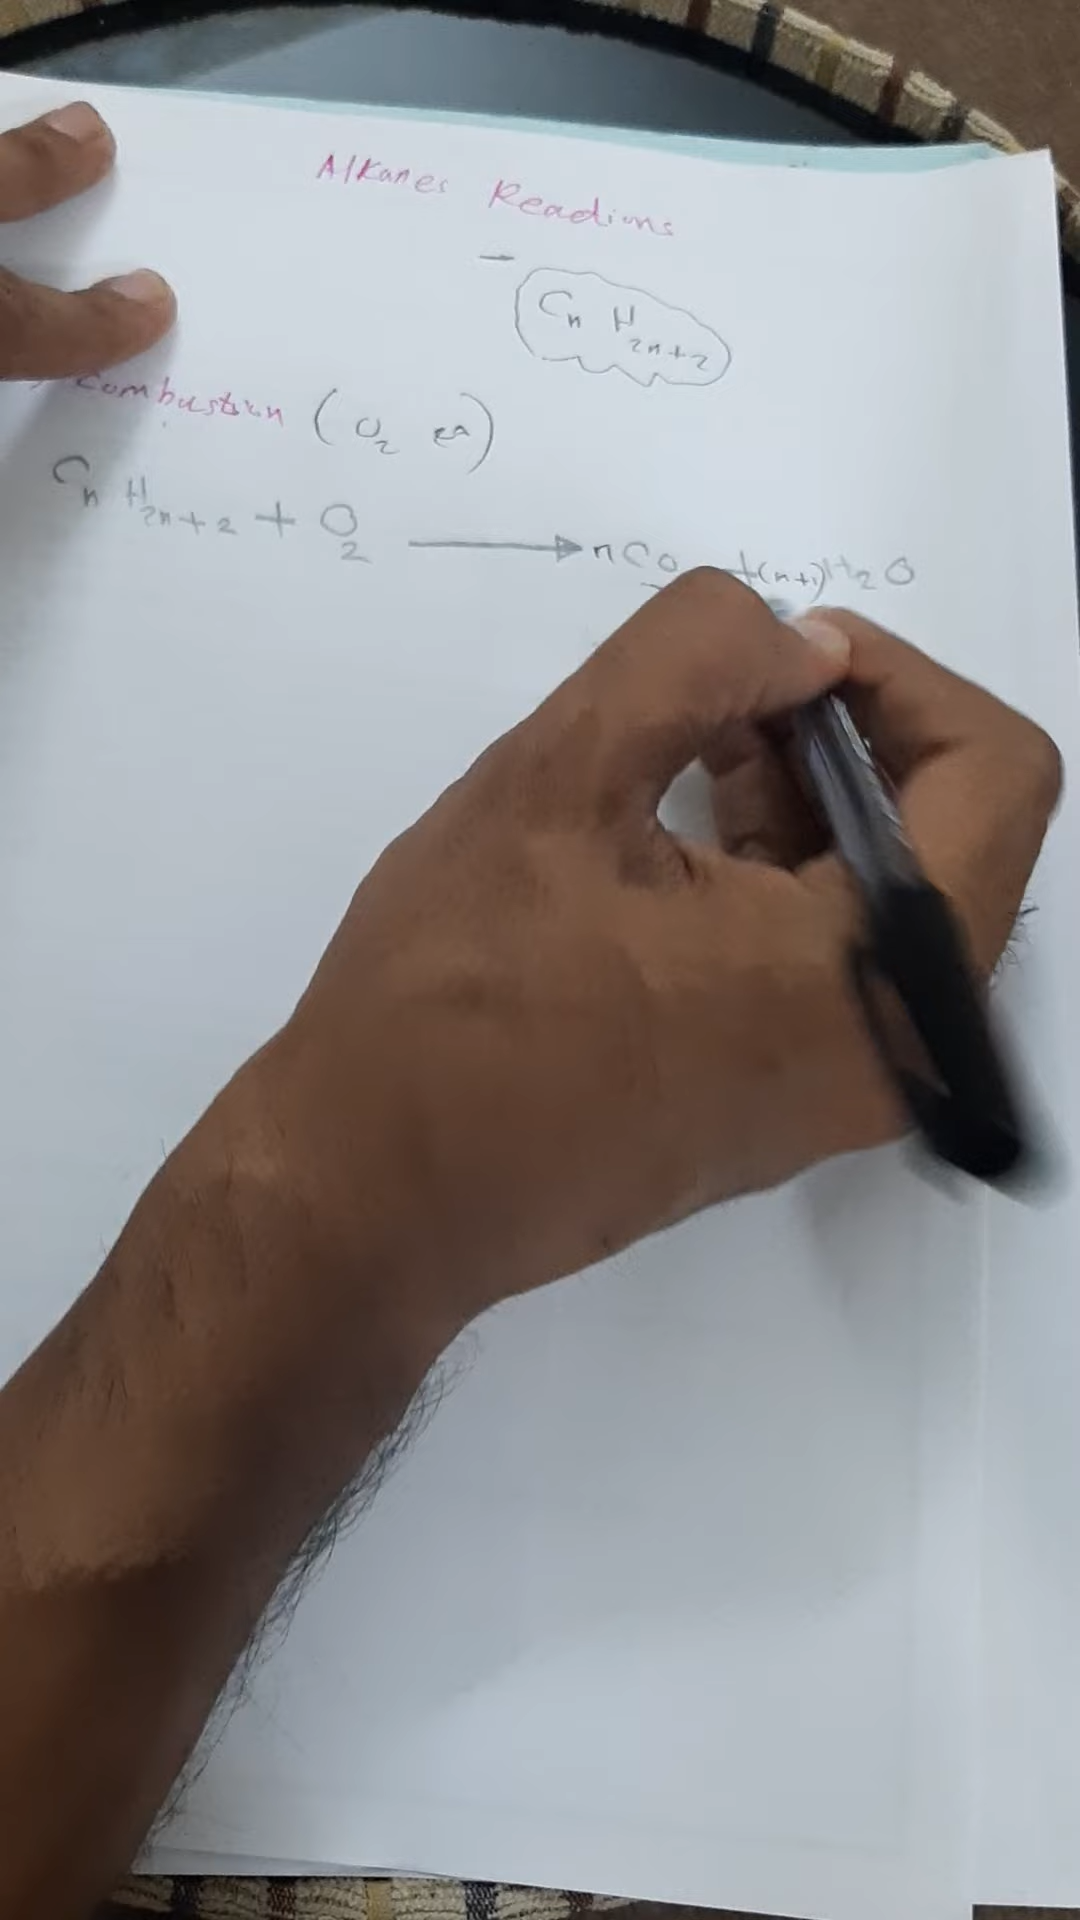 Alkanes Reactions
CnH2n+2
Combustion (O2
CnH2n+2 + O2 → nCO2 + (n+1)H2O